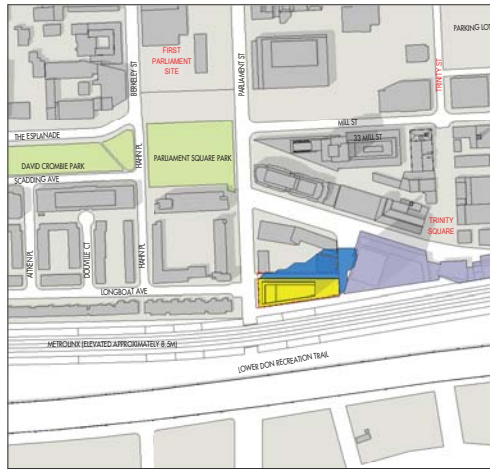 PARKING LOT
FIRST
PARLIAMENT
SITE
BERKELEY ST
PARLIAMENT ST
TRINITY ST
MILL ST
THE ESPLANADE
HAHN PL
33 MILL ST
PARLIAMENT SQUARE PARK
DAVID CROMBIE PARK
SCADDING AVE
TRINITY
SQUARE
AITKEN PL
DOUVILLE CT
HAHN PL
LONGBOAT AVE
METROLINX (ELEVATED APPROXIMATELY 8.5M)
LOWER DON RECREATION TRAIL